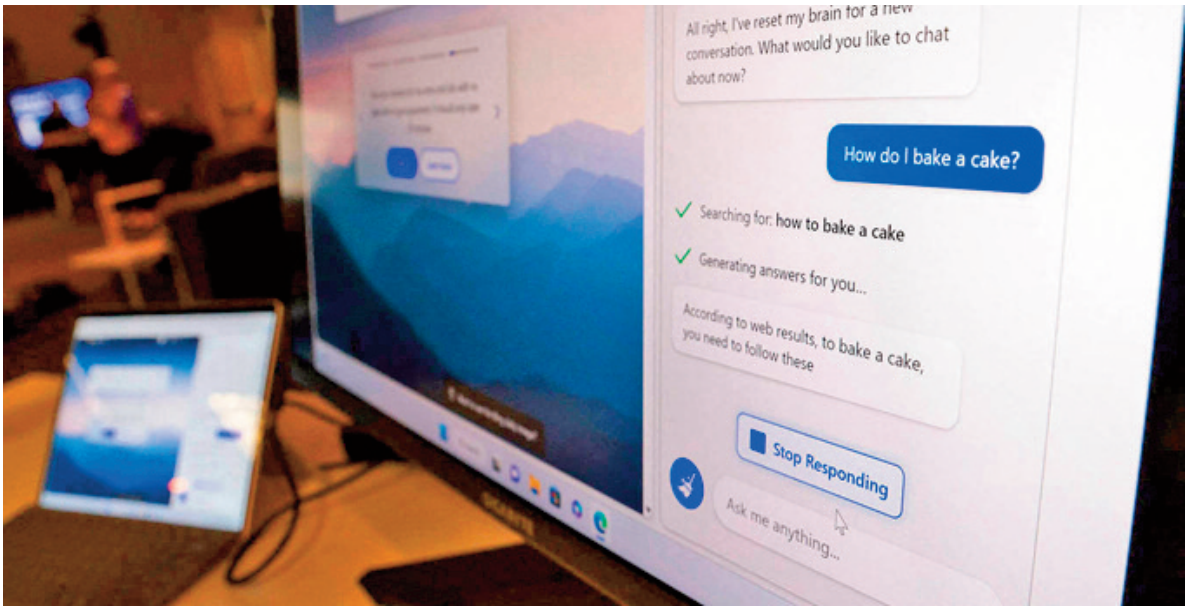 All right, I've reset my brain for a new
conversation. What would you like to chat
about now?
How do I bake a cake?
Searching for: how to bake a cake
Generating answers for you...
According to web results, to bake a cake,
you need to follow these
Stop Responding
Ask me anything...